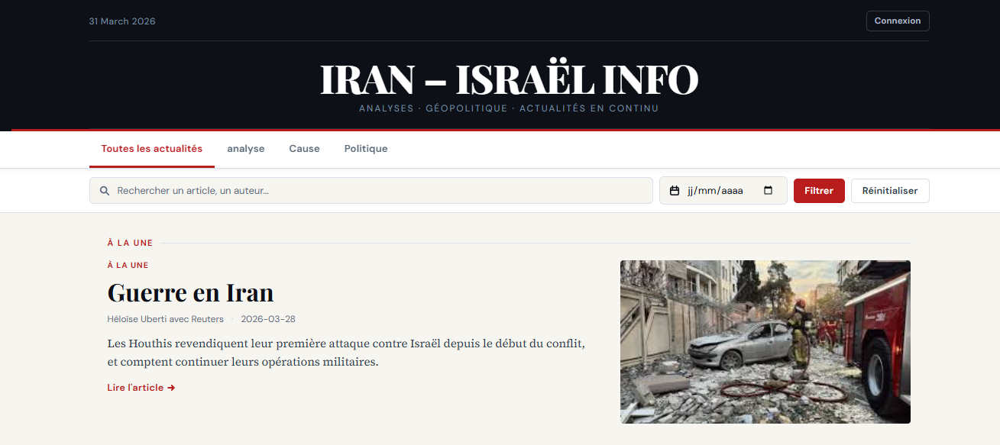 31 March 2026
Connexion
IRAN – ISRAËL INFO
ANALYSES · GÉOPOLITIQUE · ACTUALITÉS EN CONTINU
Toutes les actualités analyse Cause Politique
Rechercher un article, un auteur... jj/mm/aaaa Filtrer Réinitialiser
À LA UNE
À LA UNE
Guerre en Iran
Héloïse Uberti avec Reuters · 2026-03-28
Les Houthis revendiquent leur première attaque contre Israël depuis le début du conflit,
et comptent continuer leurs opérations militaires.
Lire l'article →